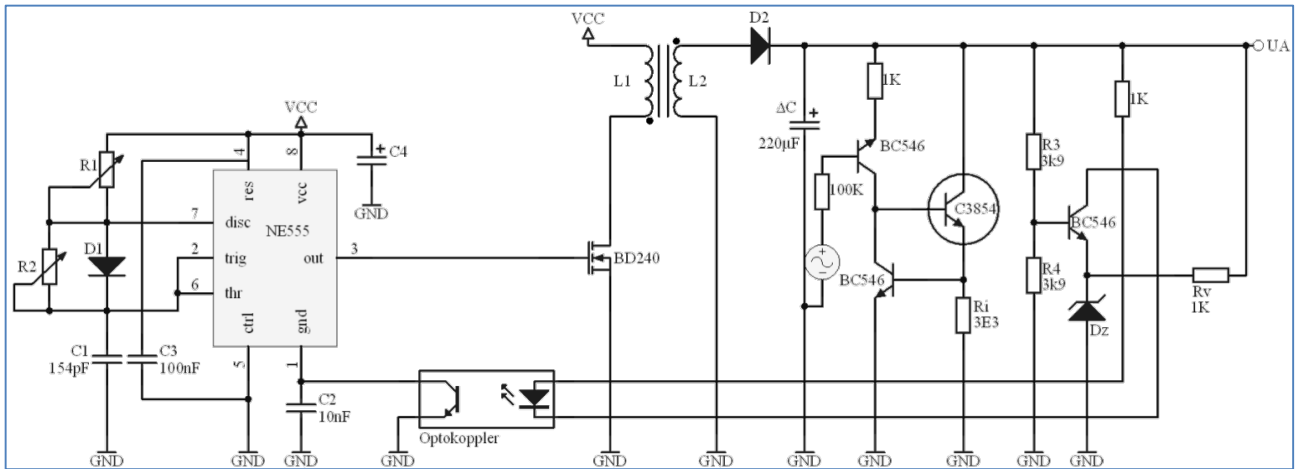 VCC
D2
UA
L1
L2
1K
ΔC
220µF
BC546
1K
VCC
R1
4
8
C4
res
vcc
GND
100K
C3854
R3
3k9
BC546
7
disc
NE555
R2
D1
2
trig
out
3
BD240
6
thr
BC546
R4
3k9
Rv
1K
ctrl
gnd
Ri
3E3
Dz
C1
154pF
C3
100nF
5
1
C2
10nF
Optokoppler
GND
GND
GND
GND
GND
GND
GND
GND
GND
GND
GND